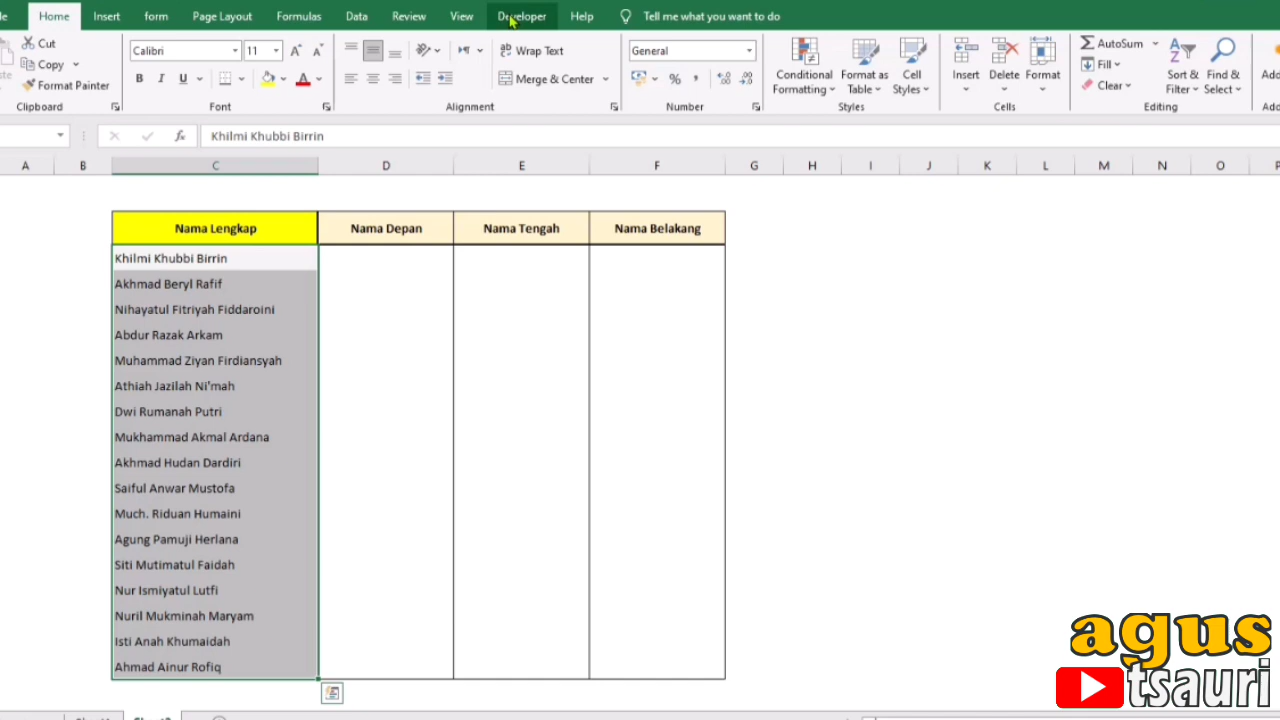 Home Insert form Page Layout Formulas Data Review View Developer Help Tell me what you want to do
Cut
Copy
Format Painter
Clipboard
Calibri 11
B I U
Font
Wrap Text
Merge & Center
Alignment
General
Number
Conditional Formatting
Format as Table
Cell Styles
Styles
Insert
Delete
Format
Cells
AutoSum
Fill
Clear
Sort & Filter
Find & Select
Editing
fx Khilmi Khubbi Birrin
A B C D E F G H I J K L M N O
Nama Lengkap Nama Depan Nama Tengah Nama Belakang
Khilmi Khubbi Birrin
Akhmad Beryl Rafif
Nihayatul Fitriyah Fiddaroini
Abdur Razak Arkam
Muhammad Ziyan Firdiansyah
Athiah Jazilah Ni'mah
Dwi Rumanah Putri
Mukhammad Akmal Ardana
Akhmad Hudan Dardiri
Saiful Anwar Mustofa
Much. Riduan Humaini
Agung Pamuji Herlana
Siti Mutimatul Faidah
Nur Ismiyatul Lutfi
Nuril Mukminah Maryam
Isti Anah Khumaidah
Ahmad Ainur Rofiq
agus
tsauri